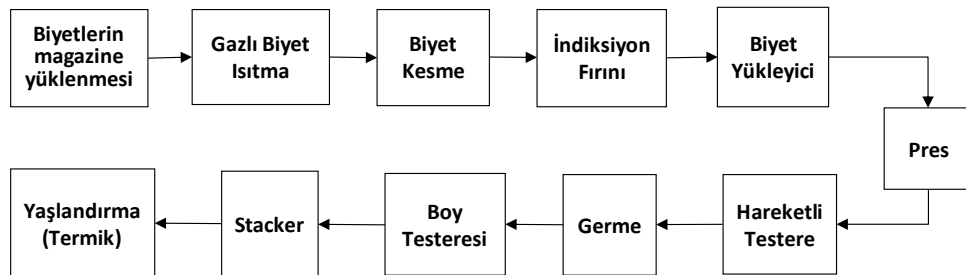 Biyetlerin
magazine
yüklenmesi
Gazlı Biyet
Isıtma
Biyet
Kesme
İndiksiyon
Fırını
Biyet
Yükleyici
Pres
Hareketli
Testere
Germe
Boy
Testeresi
Stacker
Yaşlandırma
(Termik)